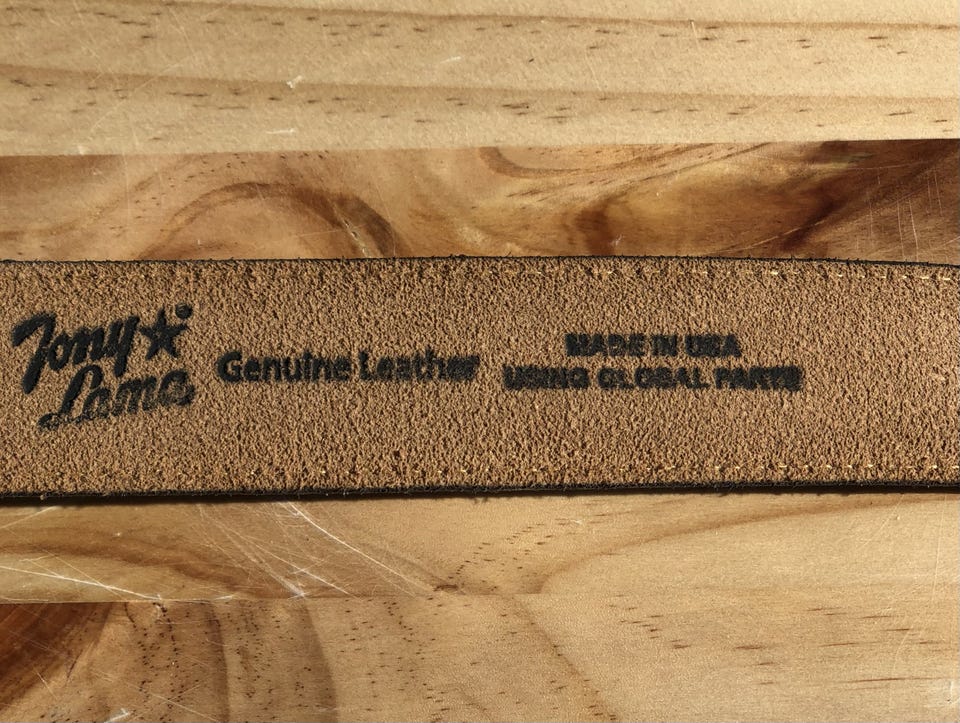 Tony
Lama
Genuine Leather
MADE IN USA
USING GLOBAL PARTS